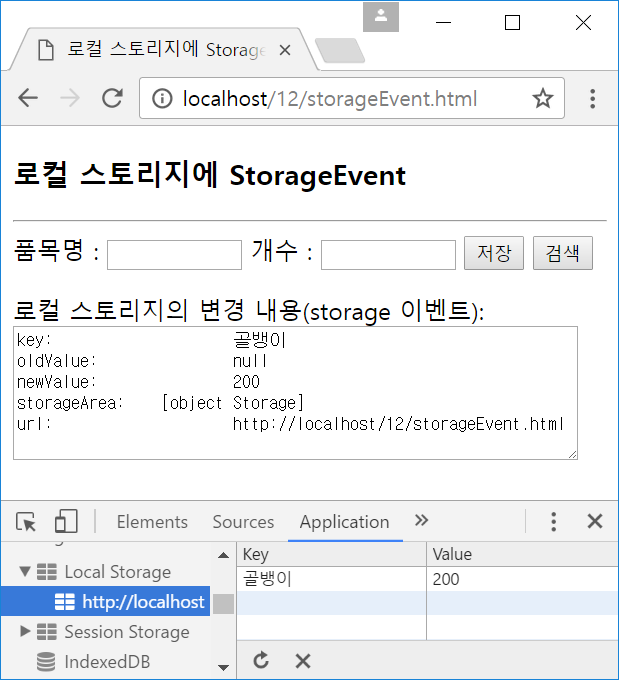 로컬 스토리지에 Storage
localhost/12/storageEvent.html
로컬 스토리지에 StorageEvent
품목명 : 개수 : 저장 검색
로컬 스토리지의 변경 내용(storage 이벤트):
key: 골뱅이
oldValue: null
newValue: 200
storageArea: [object Storage]
url: http://localhost/12/storageEvent.html
Elements Sources Application »
Key Value
Local Storage
골뱅이 200
http://localhost
Session Storage
IndexedDB